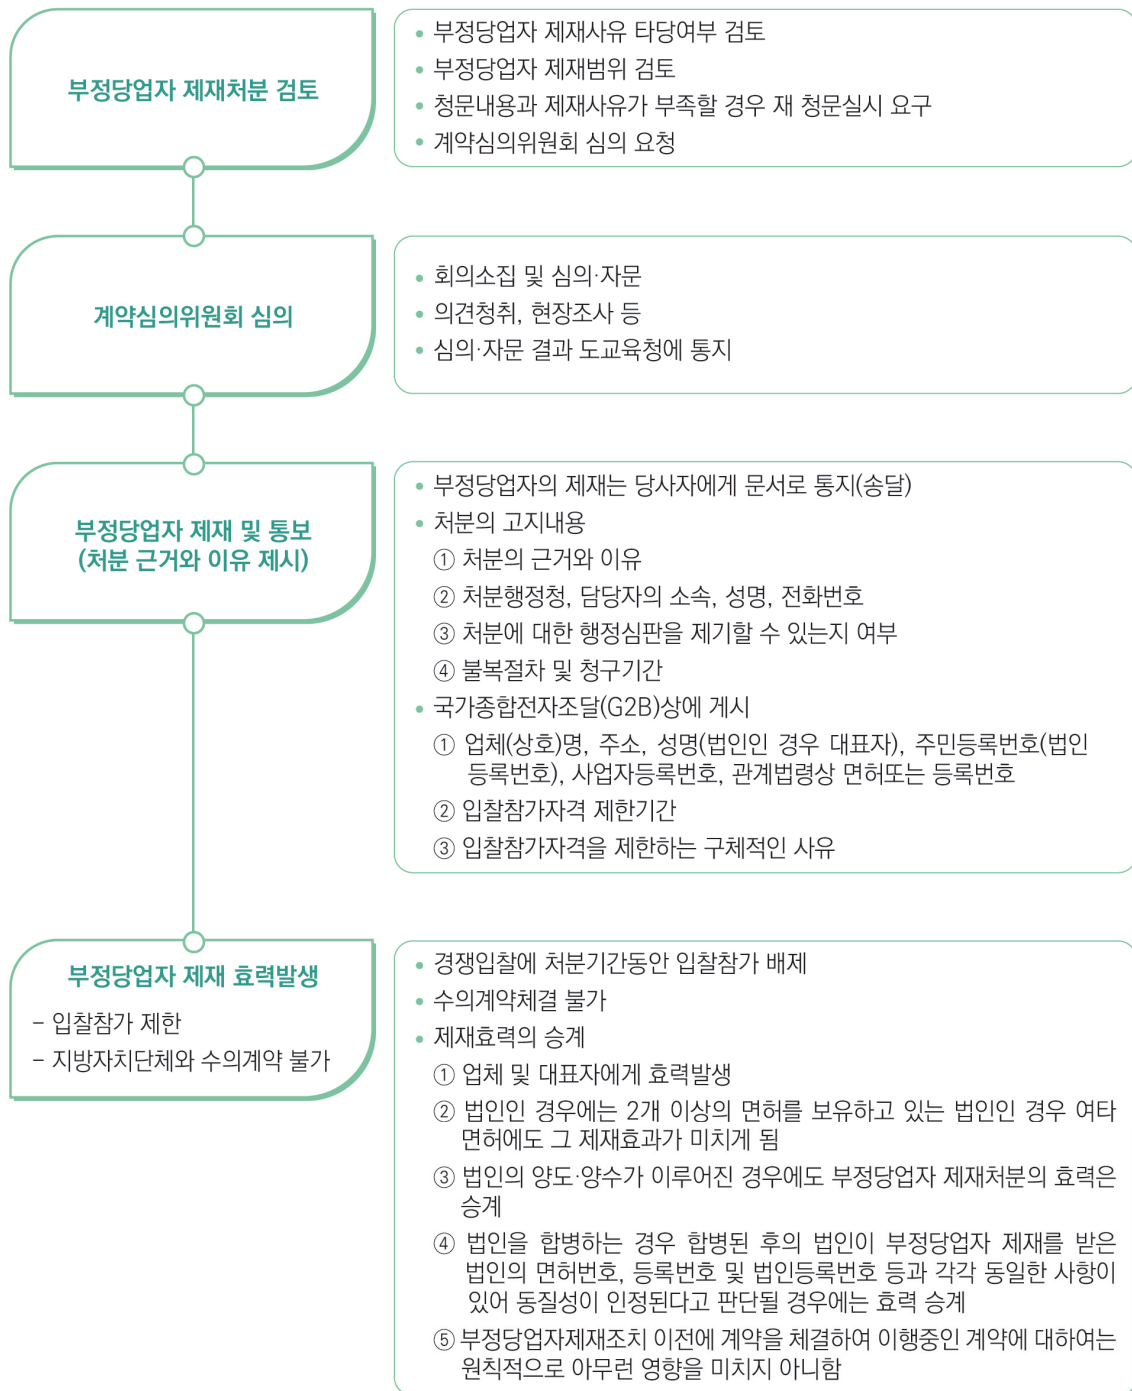 부정당업자 제재처분 검토
• 부정당업자 제재사유 타당여부 검토
• 부정당업자 제재범위 검토
• 청문내용과 제재사유가 부족할 경우 재 청문실시 요구
• 계약심의위원회 심의 요청
계약심의위원회 심의
• 회의소집 및 심의·자문
• 의견청취, 현장조사 등
• 심의·자문 결과 도교육청에 통지
부정당업자 제재 및 통보
(처분 근거와 이유 제시)
• 부정당업자의 제재는 당사자에게 문서로 통지(송달)
• 처분의 고지내용
① 처분의 근거와 이유
② 처분행정청, 담당자의 소속, 성명, 전화번호
③ 처분에 대한 행정심판을 제기할 수 있는지 여부
④ 불복절차 및 청구기간
• 국가종합전자조달(G2B)상에 게시
① 업체(상호)명, 주소, 성명(법인인 경우 대표자), 주민등록번호(법인
등록번호), 사업자등록번호, 관계법령상 면허또는 등록번호
② 입찰참가자격 제한기간
③ 입찰참가자격을 제한하는 구체적인 사유
부정당업자 제재 효력발생
- 입찰참가 제한
- 지방자치단체와 수의계약 불가
• 경쟁입찰에 처분기간동안 입찰참가 배제
• 수의계약체결 불가
• 제재효력의 승계
① 업체 및 대표자에게 효력발생
② 법인인 경우에는 2개 이상의 면허를 보유하고 있는 법인인 경우 여타
면허에도 그 제재효과가 미치게 됨
③ 법인의 양도·양수가 이루어진 경우에도 부정당업자 제재처분의 효력은
승계
④ 법인을 합병하는 경우 합병된 후의 법인이 부정당업자 제재를 받은
법인의 면허번호, 등록번호 및 법인등록번호 등과 각각 동일한 사항이
있어 동질성이 인정된다고 판단될 경우에는 효력 승계
⑤ 부정당업자제재조치 이전에 계약을 체결하여 이행중인 계약에 대하여는
원칙적으로 아무런 영향을 미치지 아니함